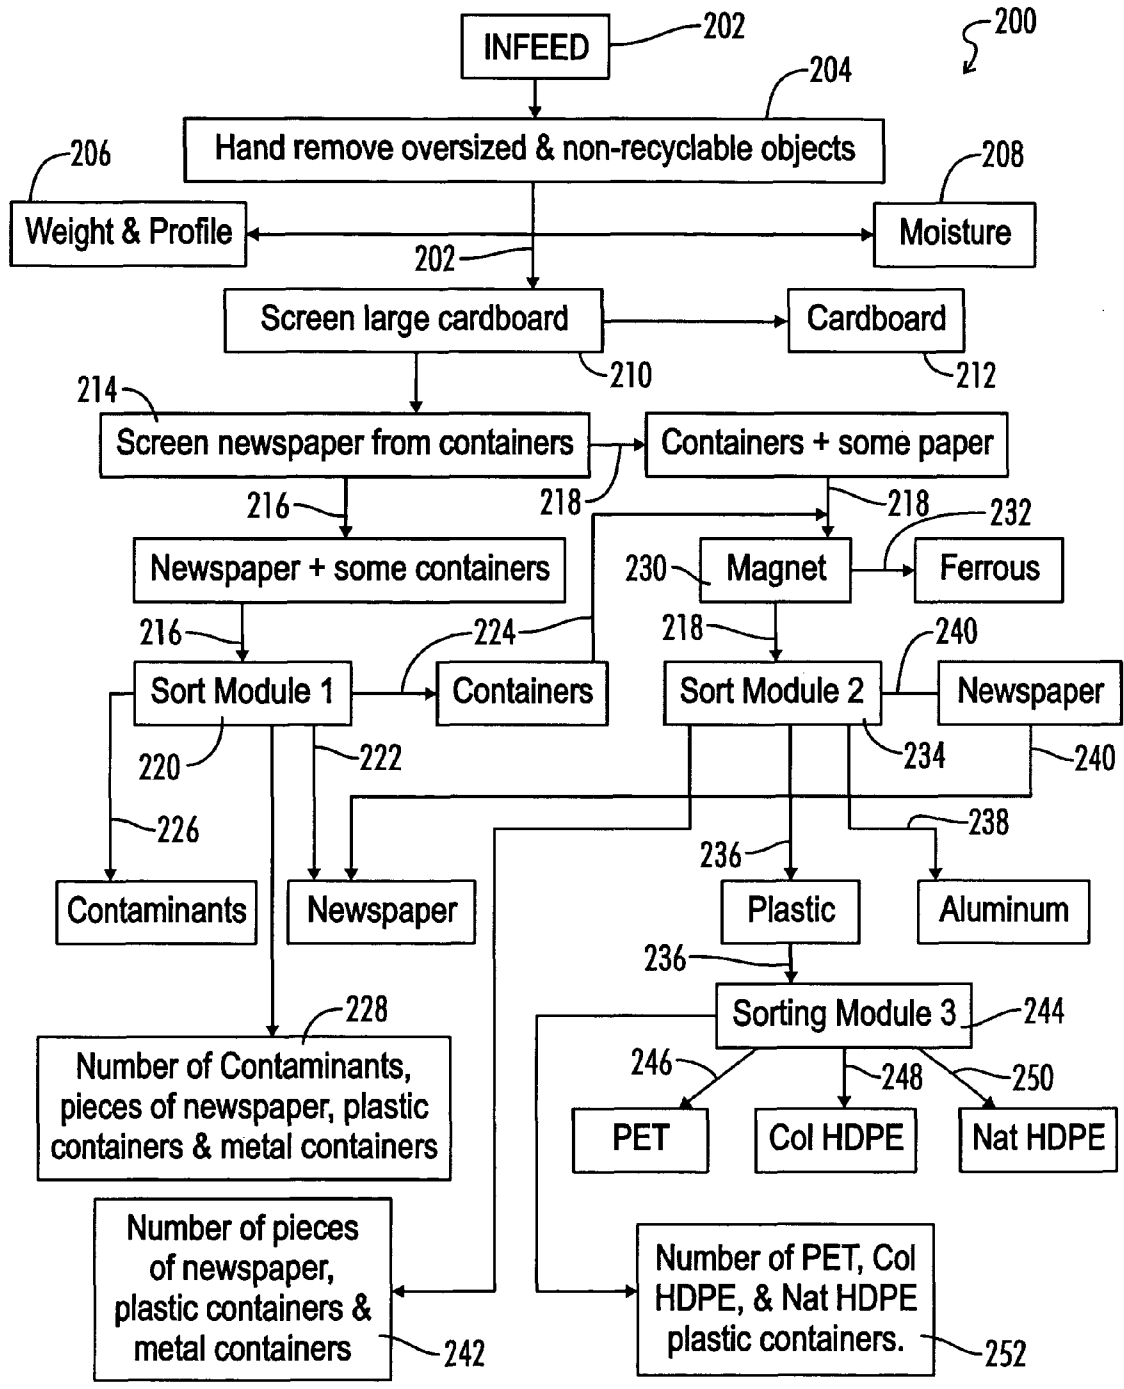 INFEED
202
200
204
Hand remove oversized & non-recyclable objects
206
208
Weight & Profile
Moisture
202
Screen large cardboard
Cardboard
210
212
214
Screen newspaper from containers
Containers + some paper
216
218
218
232
Newspaper + some containers
230
Magnet
Ferrous
216
224
218
240
Sort Module 1
Containers
Sort Module 2
Newspaper
220
222
234
240
226
236
238
Contaminants
Newspaper
Plastic
Aluminum
236
228
Sorting Module 3
244
Number of Contaminants,
pieces of newspaper, plastic
containers & metal containers
246
248
250
PET
Col HDPE
Nat HDPE
Number of pieces
of newspaper,
plastic containers &
metal containers
242
Number of PET, Col
HDPE, & Nat HDPE
plastic containers.
252